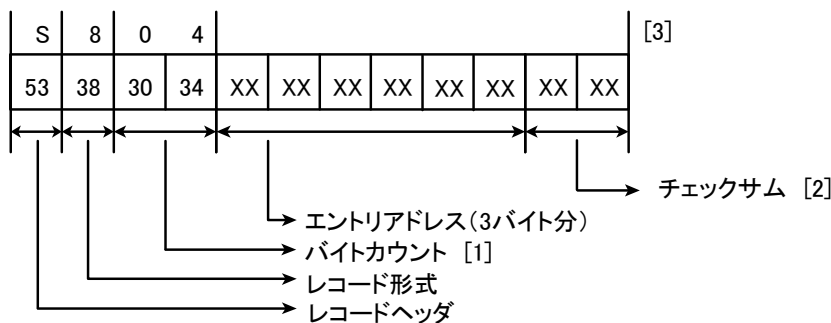 S 8 0 4 [3]
53 38 30 34 XX XX XX XX XX XX XX XX
チェックサム [2]
エントリアドレス(3バイト分)
バイトカウント [1]
レコード形式
レコードヘッダ